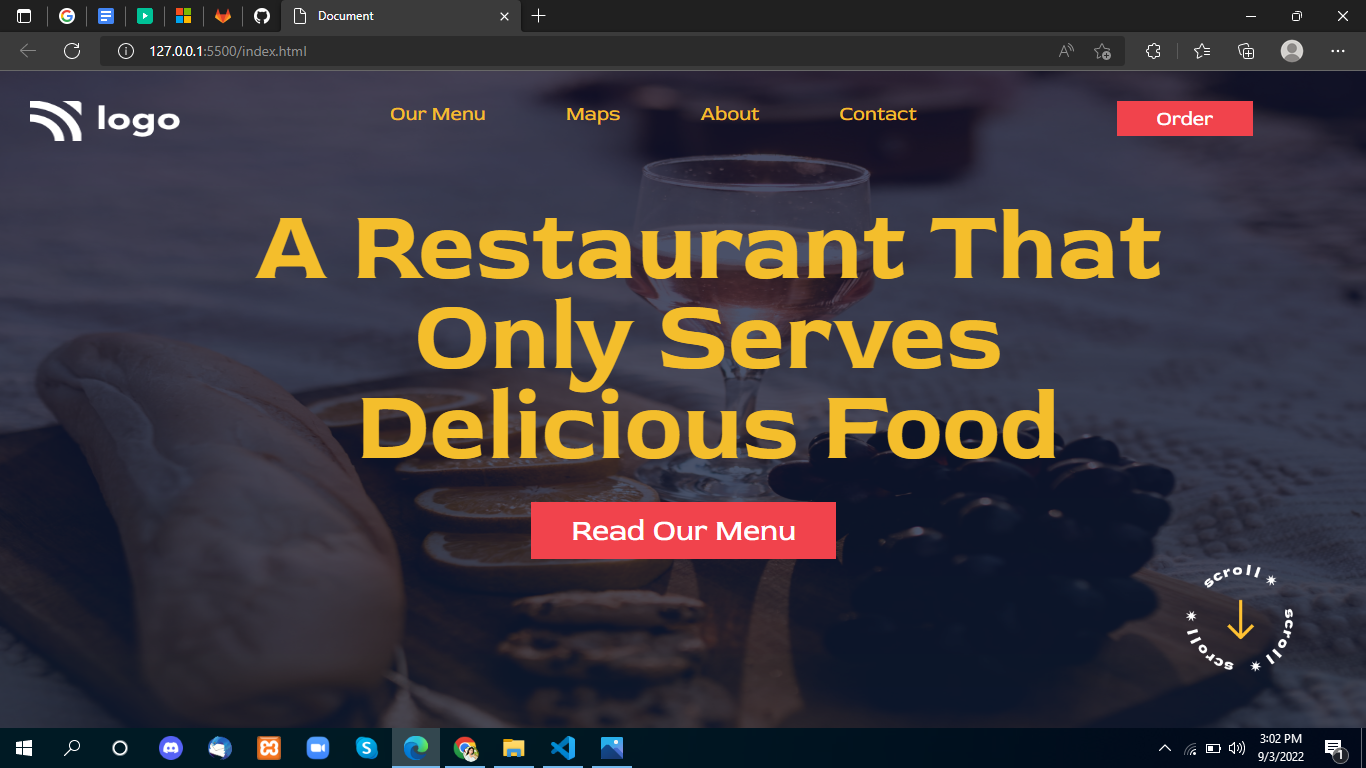 Document
127.0.0.1:5500/index.html
logo
Our Menu
Maps
About
Contact
Order
A Restaurant That
Only Serves
Delicious Food
Read Our Menu
scroll
scroll
scroll
scroll
3:02 PM
9/3/2022
1